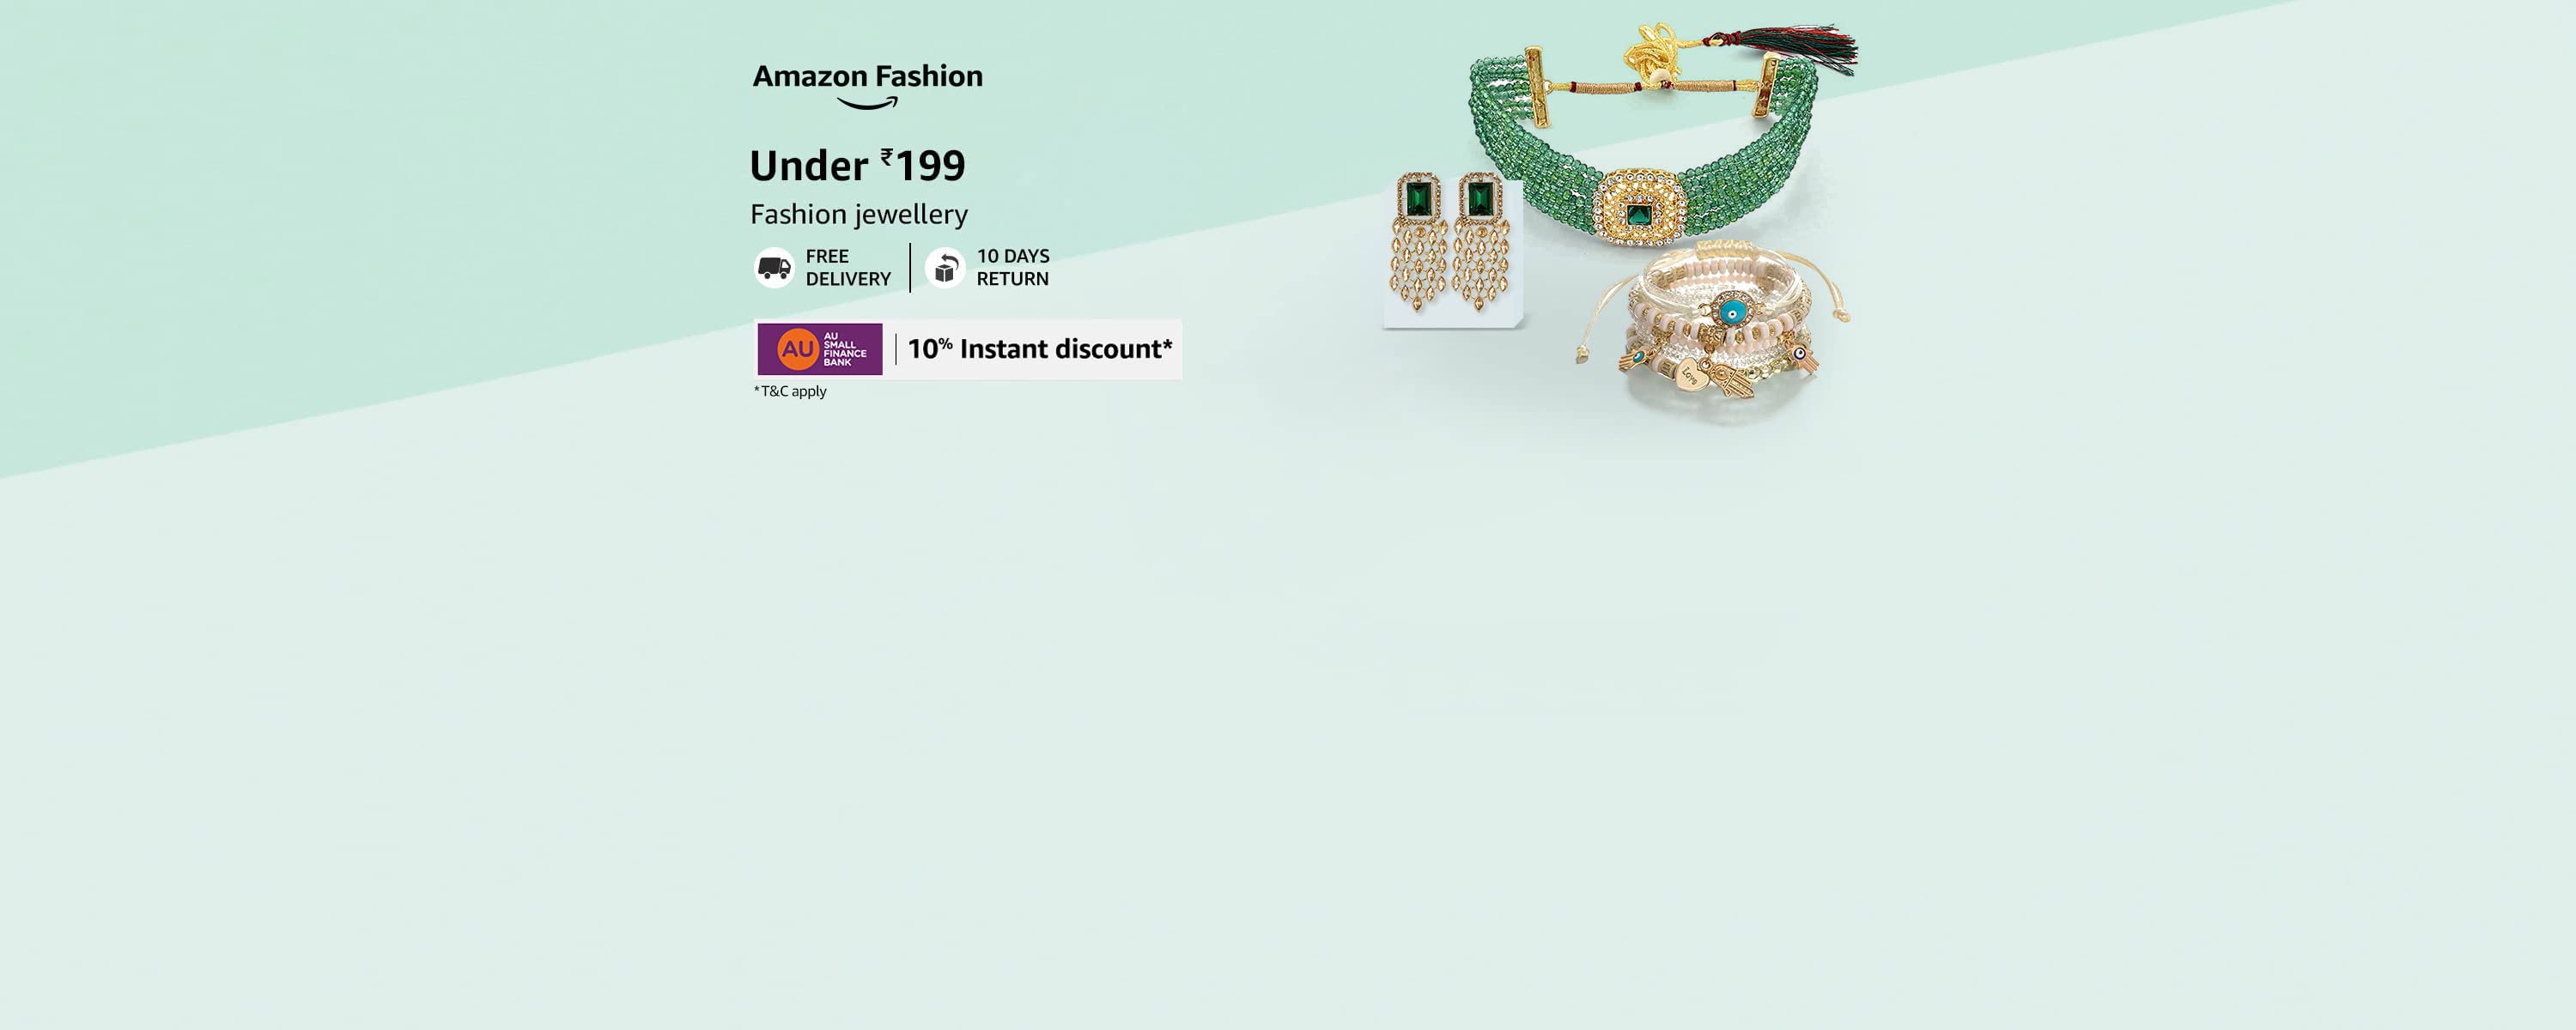 Amazon Fashion
Under ₹199
Fashion jewellery
FREE
DELIVERY
10 DAYS
RETURN
AU
AU
SMALL
FINANCE
BANK
10% Instant discount*
*T&C apply
Love